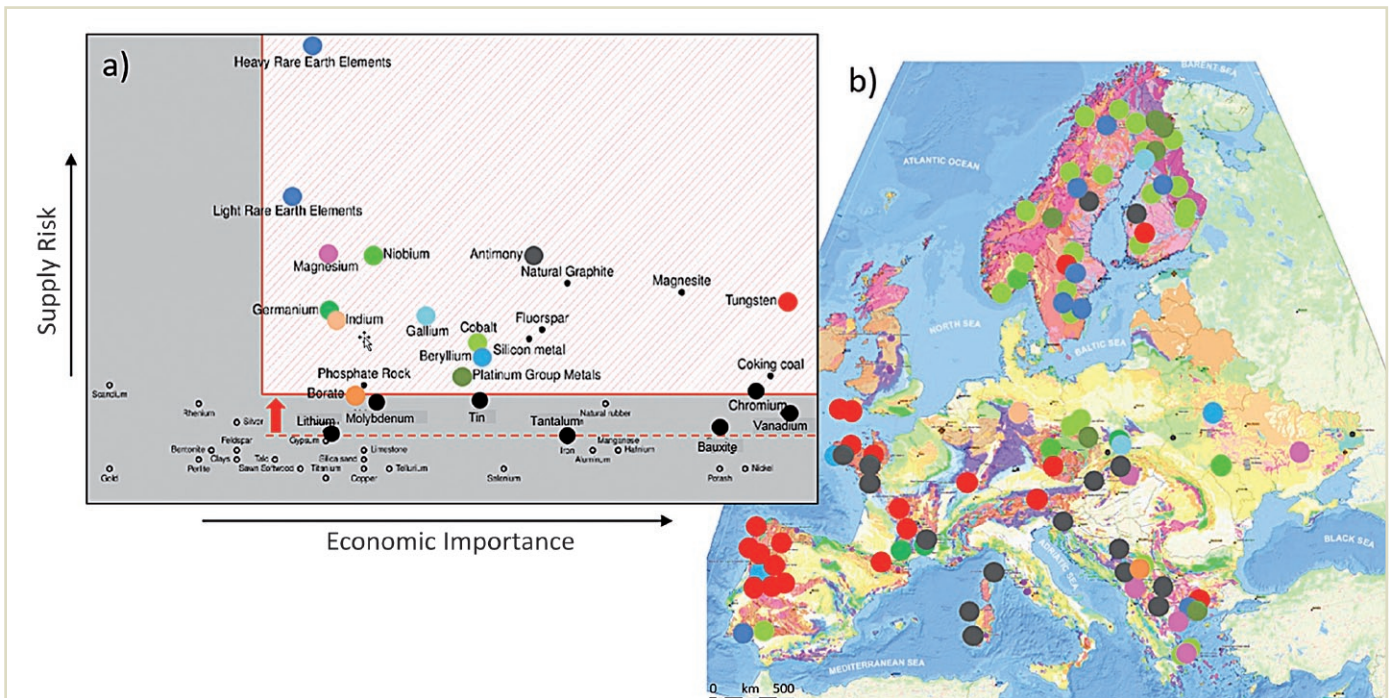 a)
Heavy Rare Earth Elements
Light Rare Earth Elements
Magnesium
Niobium
Antimony
Natural Graphite
Magnesite
Tungsten
Germanium
Indium
Gallium
Cobalt
Fluorspar
Beryllium
Silicon metal
Platinum Group Metals
Coking coal
Phosphate Rock
Borate
Molybdenum
Tin
Natural rubber
Chromium
Vanadium
Scandium
Rhenium
Silver
Lithium
Tantalum
Bauxite
Gypsum
Feldspar
Bentonite
Clays
Talc
Silica sand
Limestone
Iron
Manganese
Hafnium
Aluminum
Perlite
Sawn Softwood
Titanium
Tellurium
Gold
Copper
Selenium
Potash
Nickel
Supply Risk
Economic Importance
b)
BARENT SEA
ATLANTIC OCEAN
NORTH SEA
BALTIC SEA
ADRIATIC SEA
BLACK SEA
MEDITERRANEAN SEA
0 km 500